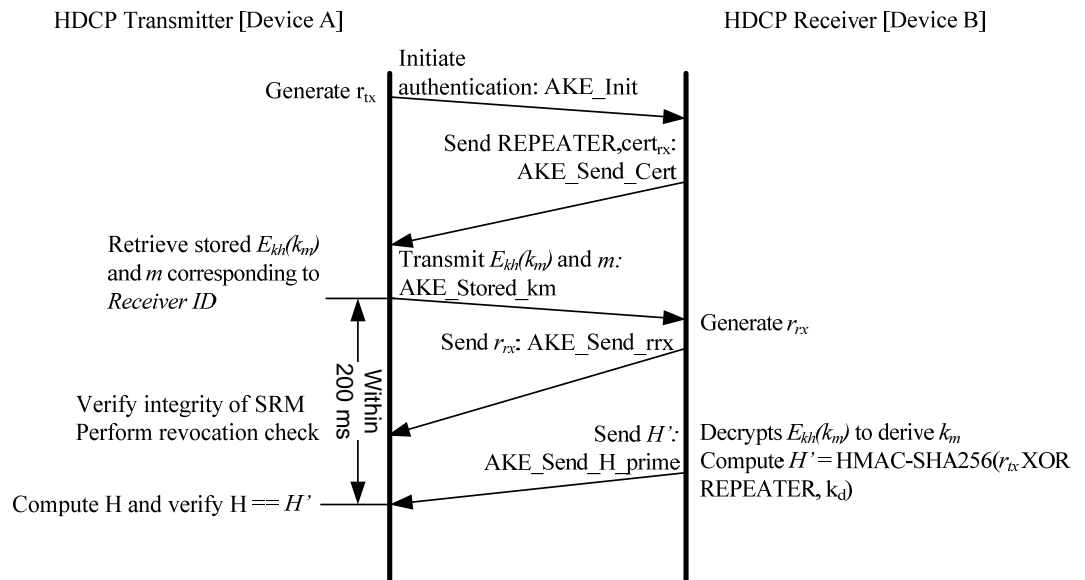 HDCP Transmitter [Device A]
HDCP Receiver [Device B]
Initiate
authentication: AKE_Init
Generate rtx
Send REPEATER,certrx:
AKE_Send_Cert
Retrieve stored Ekh(km)
and m corresponding to
Receiver ID
Transmit Ekh(km) and m:
AKE_Stored_km
Generate rrx
Send rrx: AKE_Send_rrx
Within
200 ms
Verify integrity of SRM
Perform revocation check
Send H’:
AKE_Send_H_prime
Decrypts Ekh(km) to derive km
Compute H’ = HMAC-SHA256(rtx XOR
REPEATER, kd)
Compute H and verify H == H’